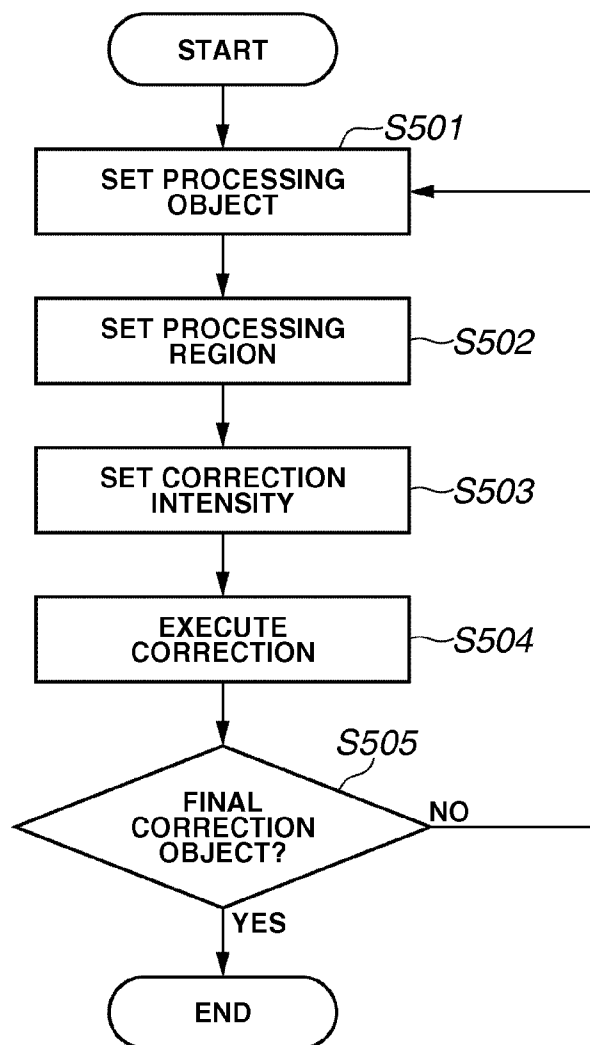 START
S501
SET PROCESSING
OBJECT
SET PROCESSING
REGION
S502
SET CORRECTION
INTENSITY
S503
EXECUTE
CORRECTION
S504
S505
FINAL
CORRECTION
OBJECT?
NO
YES
END